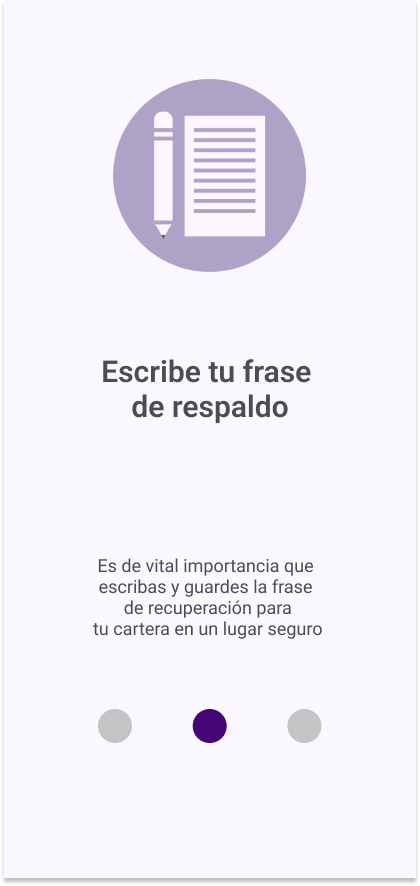 Escribe tu frase
de respaldo
Es de vital importancia que
escribas y guardes la frase
de recuperación para
tu cartera en un lugar seguro